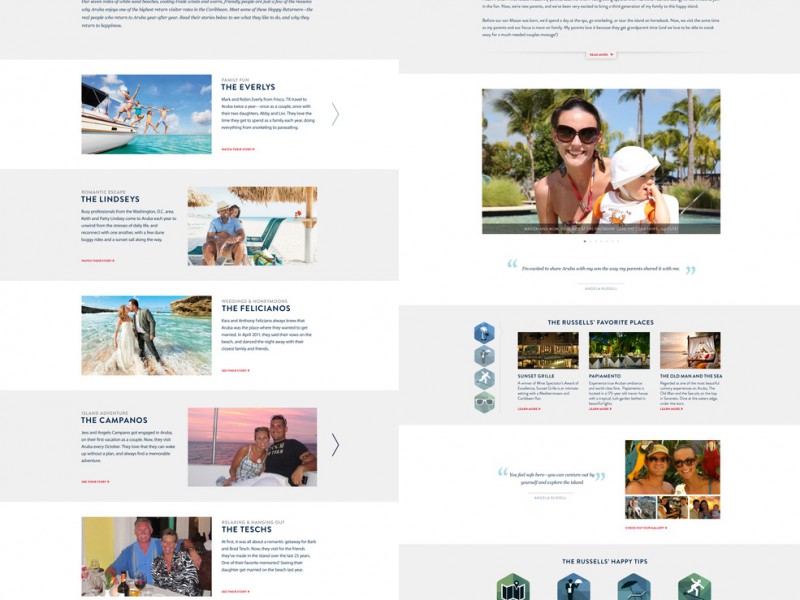 Our seven miles of white sand beaches, cooling trade winds and warm, friendly people are just a few of the reasons
why Aruba enjoys one of the highest return visitor rates in the Caribbean. Meet some of these Happy Returners—the
real people who return to Aruba year after year. Read their stories below to see what they like to do, and why they
return to happiness.
FAMILY FUN
THE EVERLYS
Mark and Robin Everly from Frisco, TX travel to
Aruba twice a year– once as a couple, once with
their two daughters, Abby and Lexi. They love the
time they get to spend as a family each year, doing
everything from snorkeling to parasailing.
WATCH THEIR STORY
ROMANTIC ESCAPE
THE LINDSEYS
Busy professionals from the Washington, D.C. area,
Keith and Patty Lindsey come to Aruba each year to
unwind from the stresses of daily life, and
reconnect with one another, with a few dune
buggy rides and a sunset sail along the way.
WATCH THEIR STORY
WEDDINGS & HONEYMOONS
THE FELICIANOS
Kara and Anthony Feliciano always knew that
Aruba was the place where they wanted to get
married. In April 2011, they said their vows on the
beach, and danced the night away with their
closest family and friends.
SEE THEIR STORY
ISLAND ADVENTURE
THE CAMPANOS
Jess and Angelo Campano got engaged in Aruba,
on their first vacation as a couple. Now, they visit
Aruba every October. They love that they can wake
up without a plan, and always find a memorable
adventure.
SEE THEIR STORY
RELAXING & HANGING OUT
THE TESCHS
At first, it was all about a romantic getaway for Barb
and Brad Tesch. Now, they visit for the friends
they've made in the island over the last 25 years.
One of their favorite memories? Seeing their
daughter get married on the beach last year.
SEE THEIR STORY
in the fun. Now, we're new parents, and we've been very excited to bring a third generation of my family to this happy island.
Before our son Mason was born, we'd spend a day at the spa, go snorkeling, or tour the island on horseback. Now, we visit the same time
as my parents and our focus is more on family. My parents love it because they get grandparent time (and we love to be able to sneak
away for a much-needed couples massage!)
READ MORE
I'm excited to share Aruba with my son the way my parents shared it with me.
ANGELA RUSSELL
THE RUSSELLS' FAVORITE PLACES
SUNSET GRILLE
A winner of Wine Spectator's Award of
Excellence, Sunset Grille is an intimate
setting with a Mediterranean and
Caribbean flair.
LEARN MORE
PAPIAMENTO
Experience true Aruban ambiance
and world class fare. Papiamento is
located in a 175 year old manor house
with a tropical, lush garden bathed in
beautiful lights.
LEARN MORE
THE OLD MAN AND THE SEA
Regarded as one of the most beautiful
culinary experiences on Aruba, The
Old Man and the Sea sits on the bay
in Savaneta. Dine at the waters edge,
under the stars.
LEARN MORE
You feel safe here–you can venture out by
yourself and explore the island
ANGELA RUSSELL
CHECK OUT OUR GALLERY
THE RUSSELLS' HAPPY TIPS